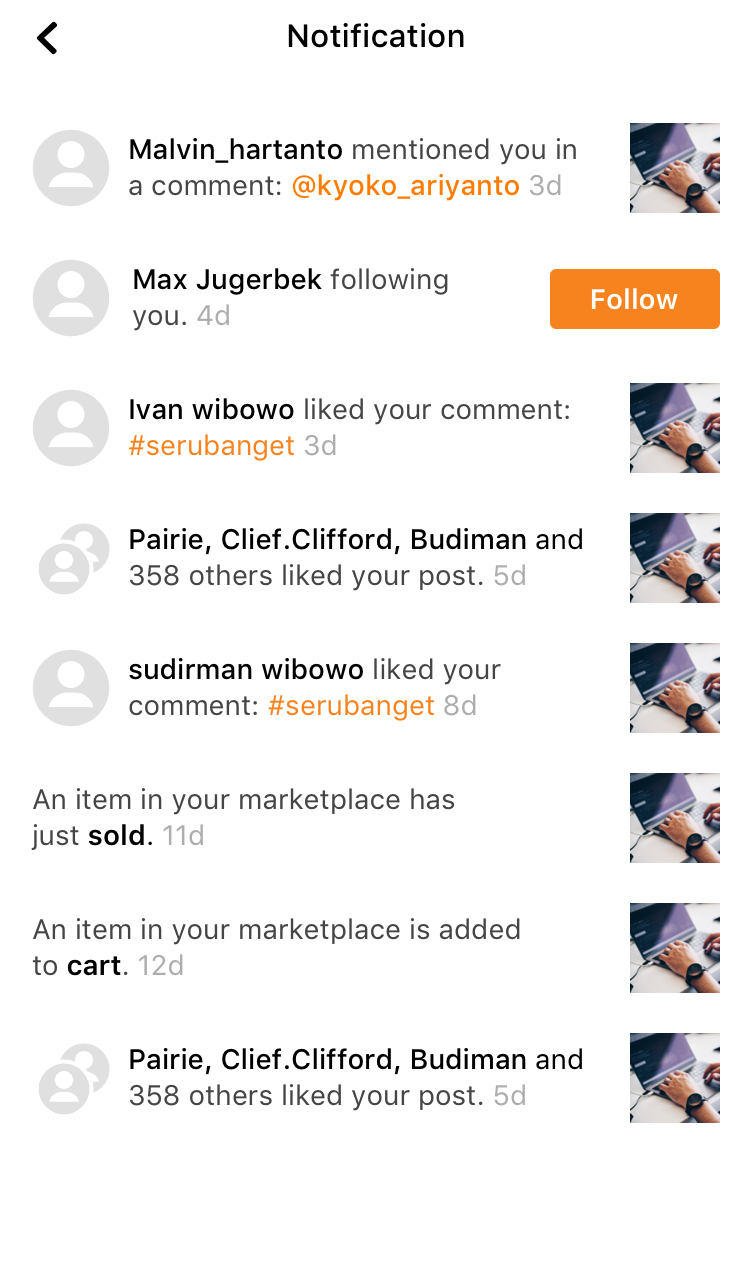 Notification
Malvin_hartanto mentioned you in
a comment: @kyoko_ariyanto 3d
Max Jugerbek following
you. 4d
Follow
Ivan wibowo liked your comment:
#serubanget 3d
Pairie, Clief.Clifford, Budiman and
358 others liked your post. 5d
sudirman wibowo liked your
comment: #serubanget 8d
An item in your marketplace has
just sold. 11d
An item in your marketplace is added
to cart. 12d
Pairie, Clief.Clifford, Budiman and
358 others liked your post. 5d